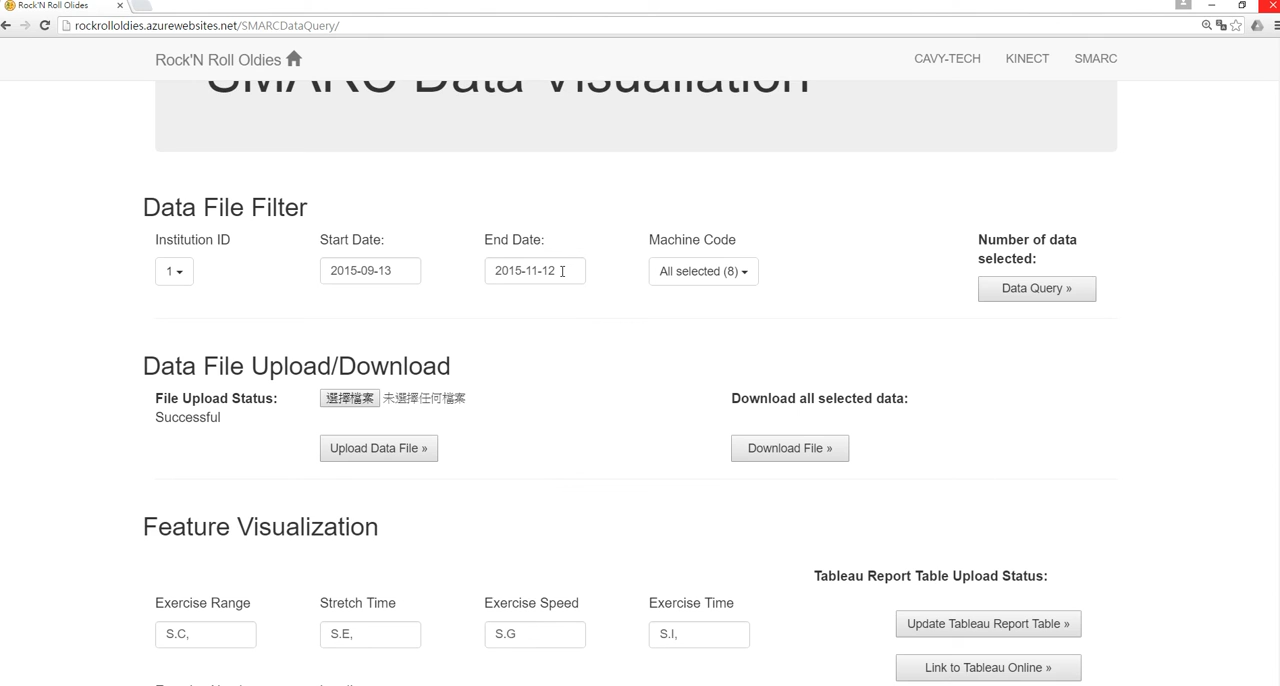 Rock'N Roll Olides
rockrolloldies.azurewebsites.net/SMARCDataQuery/
Rock'N Roll Oldies
CAVY-TECH KINECT SMARC
SMARC Data Visualiation
Data File Filter
Institution ID Start Date: End Date: Machine Code Number of data
selected:
1 2015-09-13 2015-11-12 All selected (8)
Data Query »
Data File Upload/Download
File Upload Status: 選擇檔案 未選擇任何檔案 Download all selected data:
Successful
Upload Data File » Download File »
Feature Visualization
Tableau Report Table Upload Status:
Exercise Range Stretch Time Exercise Speed Exercise Time
S.C, S.E, S.G S.I,
Update Tableau Report Table »
Link to Tableau Online »